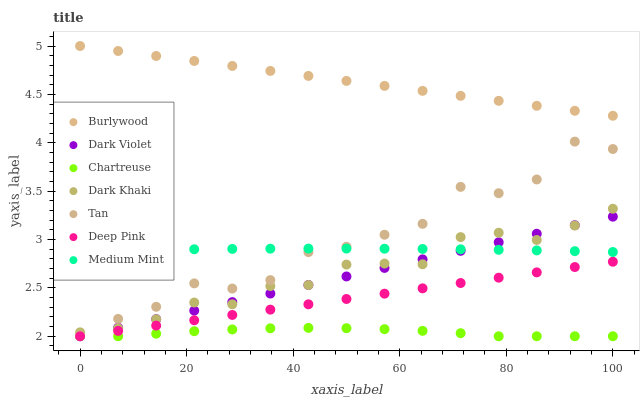 title
yaxis_label
5
4.5
4
3.5
3
2.5
2
Burlywood
Dark Violet
Chartreuse
Dark Khaki
Tan
Deep Pink
Medium Mint
0
20
40
60
80
100
xaxis_label